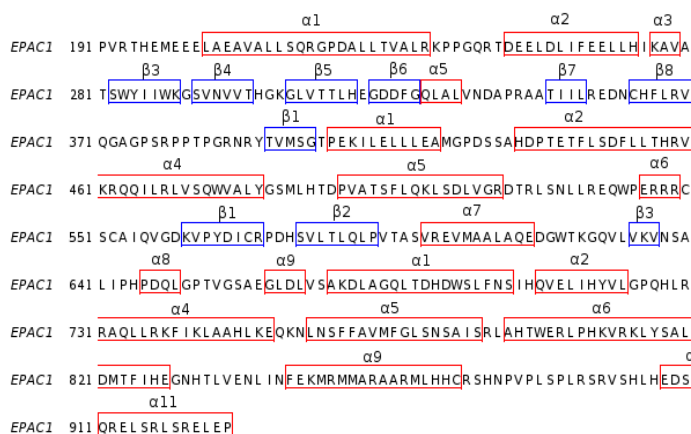 α1 α2 α3
EPAC1 191 PVRTHEMEEELAEAVALLSQRGPDALLTVALRKPPGQRTDEELDLIFEELLHIKAVA
β3 β4 β5 β6 α5 β7 β8
EPAC1 281 TSWYIIWKGSVNVVTHGKGLVTTLHEGDDFGQLALVNDAPRAATIILREDNCHFLRV
β1 α1 α2
EPAC1 371 QGAGPSRPPTPGRNRYTVMSGTPEKILELLLEAMGPDSSAHDPTETFLSDFLLTHRV
α4 α5 α6
EPAC1 461 KRQQILRLVSQWVALYGSMLHTDPVATSFLQKLSDLVGRDTRLSNLLREQWPERRRC
β1 β2 α7 β3
EPAC1 551 SCAIQVGDKVPYDICRPDHSVLTLQLPVTASVREVMAALAQEDGWTKGQVLVKVNSA
α8 α9 α1 α2
EPAC1 641 LIPHPDQLGPTVGSAEGLDLVSAKDLAGQLTDHDWSLFNSIHQVELIHYVLGPQHLR
α4 α5 α6
EPAC1 731 RAQLLRKFIKLAAHLKEQKNLNSFFAVMFGLSNSAISRLAHTWERLPHKVRKLYSAL
α9 α
EPAC1 821 DMTFIHEGNHTLVENLINFEKMRMMARAARMLHHCRSHNPVPLSPLRSRVSHLHEDS
α11
EPAC1 911 QRELSRLSRELEP